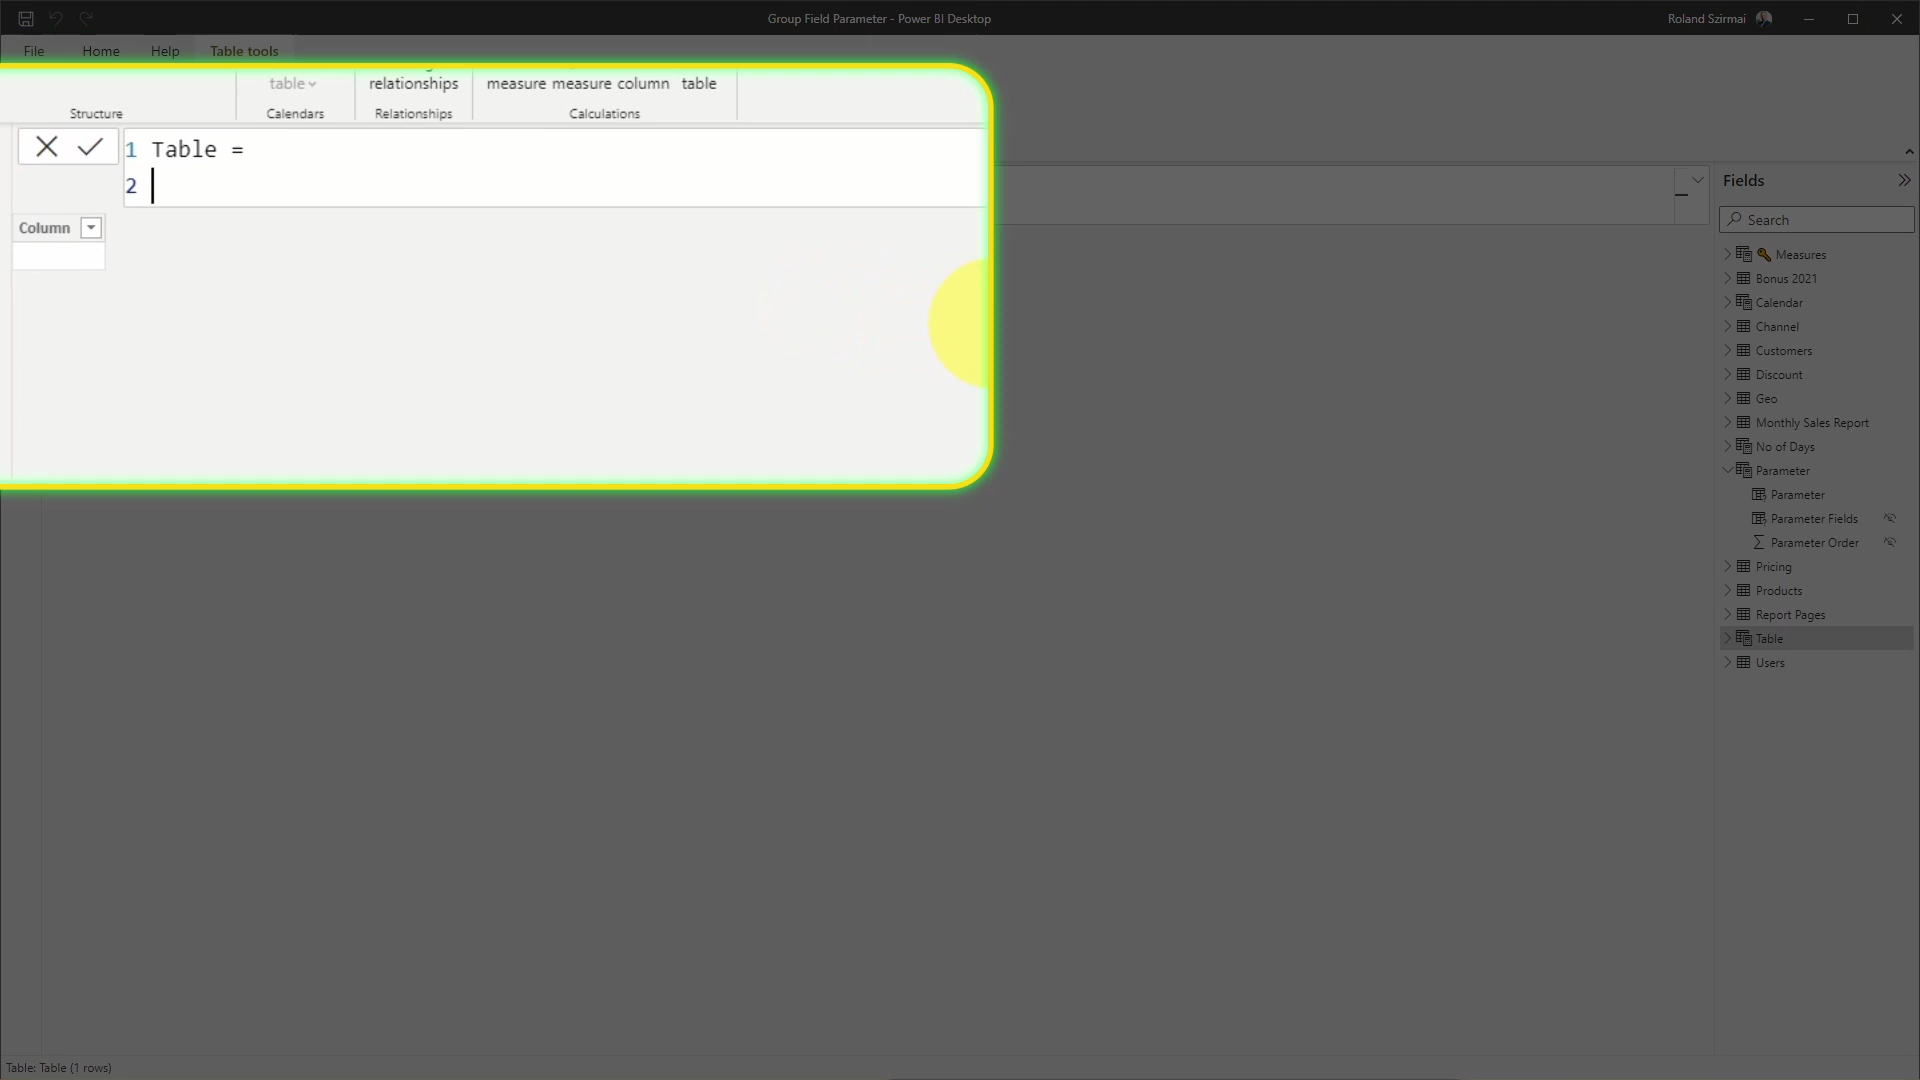 Group Field Parameter - Power BI Desktop
Roland Szirmai
File Home Help Table tools
table
relationships
measure measure column table
Structure
Calendars
Relationships
Calculations
1 Table =
2
Column
Fields
Search
Measures
Bonus 2021
Calendar
Channel
Customers
Discount
Geo
Monthly Sales Report
No of Days
Parameter
Parameter
Parameter Fields
Parameter Order
Pricing
Products
Report Pages
Table
Users
Table: Table (1 rows)